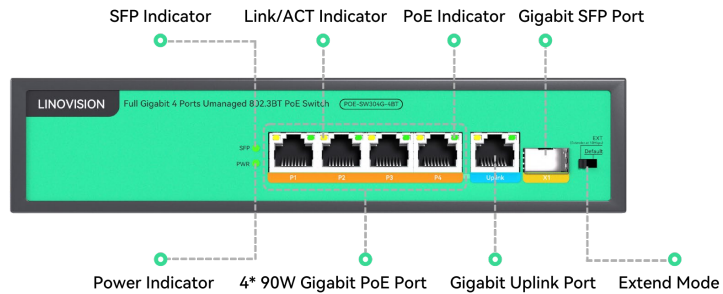 SFP Indicator Link/ACT Indicator PoE Indicator Gigabit SFP Port
LINOVISION Full Gigabit 4 Ports Umanaged 802.3BT PoE Switch POE-SW304G-4BT
EXT
Default
SFP
PWR
P1 P2 P3 P4 Uplink X1
Power Indicator 4* 90W Gigabit PoE Port Gigabit Uplink Port Extend Mode